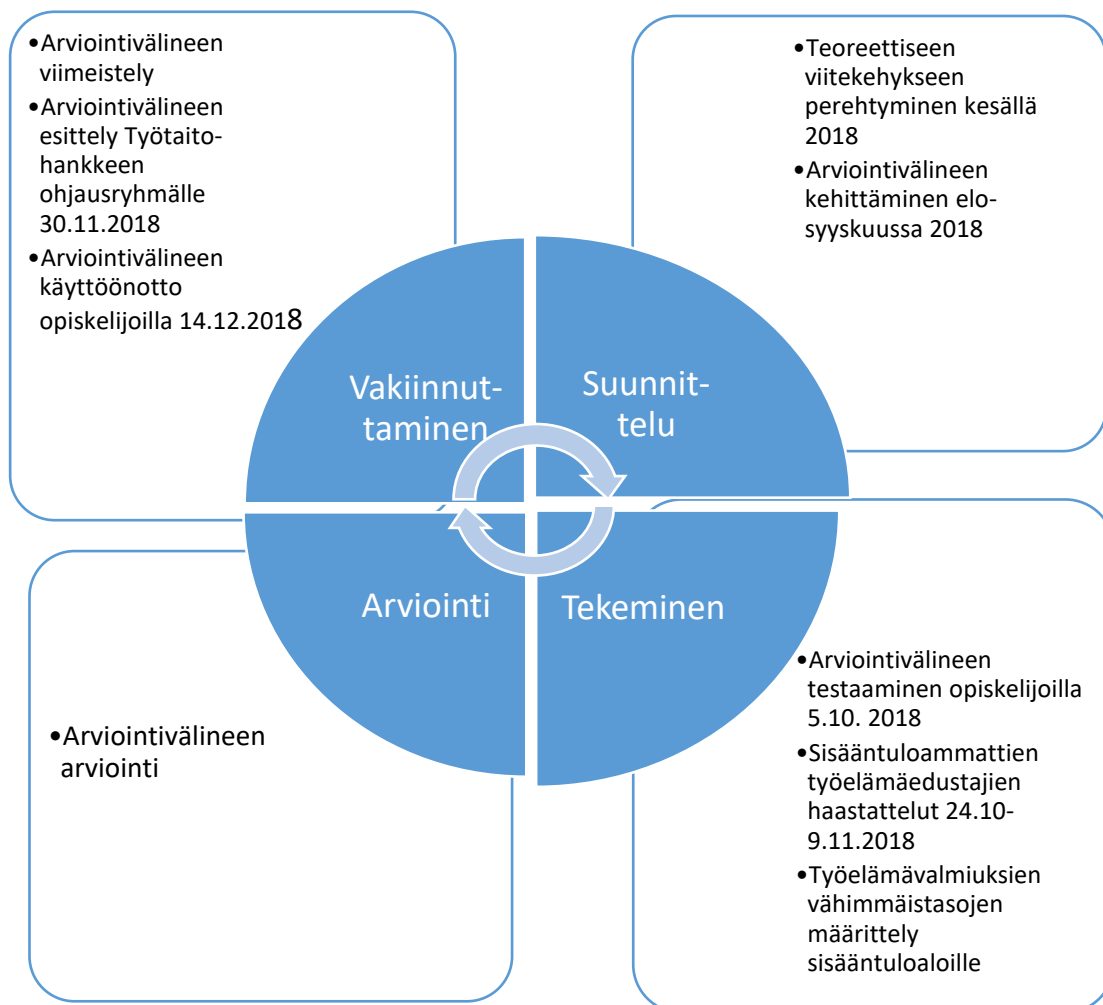 •Arviointivälineen
viimeistely
•Arviointivälineen
esittely Työtaito-
hankkeen
ohjausryhmälle
30.11.2018
•Arviointivälineen
käyttöönotto
opiskelijoilla 14.12.2018
•Teoreettiseen
viitekehykseen
perehtyminen kesällä
2018
•Arviointivälineen
kehittäminen elo-
syyskuussa 2018
Vakiinnut-
taminen
Suunnit-
telu
Arviointi
Tekeminen
•Arviointivälineen
arviointi
•Arviointivälineen
testaaminen opiskelijoilla
5.10. 2018
•Sisääntuloammattien
työelämäedustajien
haastattelut 24.10-
9.11.2018
•Työelämävalmiuksien
vähimmäistasojen
määrittely
sisääntuloaloille